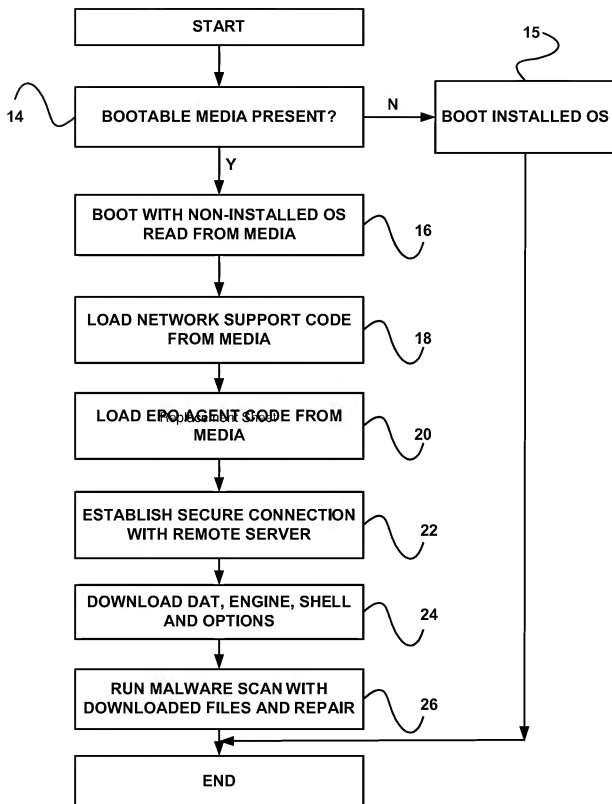 START
15
14
BOOTABLE MEDIA PRESENT?
N
BOOT INSTALLED OS
Y
BOOT WITH NON-INSTALLED OS
READ FROM MEDIA
16
LOAD NETWORK SUPPORT CODE
FROM MEDIA
18
LOAD EPO AGENT CODE FROM
Replacement Sheet
MEDIA
20
ESTABLISH SECURE CONNECTION
WITH REMOTE SERVER
22
DOWNLOAD DAT, ENGINE, SHELL
AND OPTIONS
24
RUN MALWARE SCAN WITH
DOWNLOADED FILES AND REPAIR
26
END